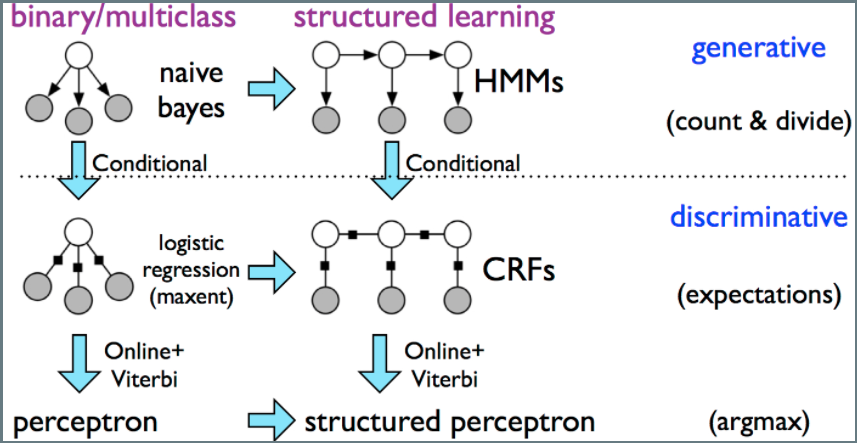 binary/multiclass
structured learning
generative
naive
bayes
HMMs
(count & divide)
Conditional
Conditional
discriminative
logistic
regression
(maxent)
CRFs
(expectations)
Online+
Viterbi
Online+
Viterbi
perceptron
structured perceptron
(argmax)